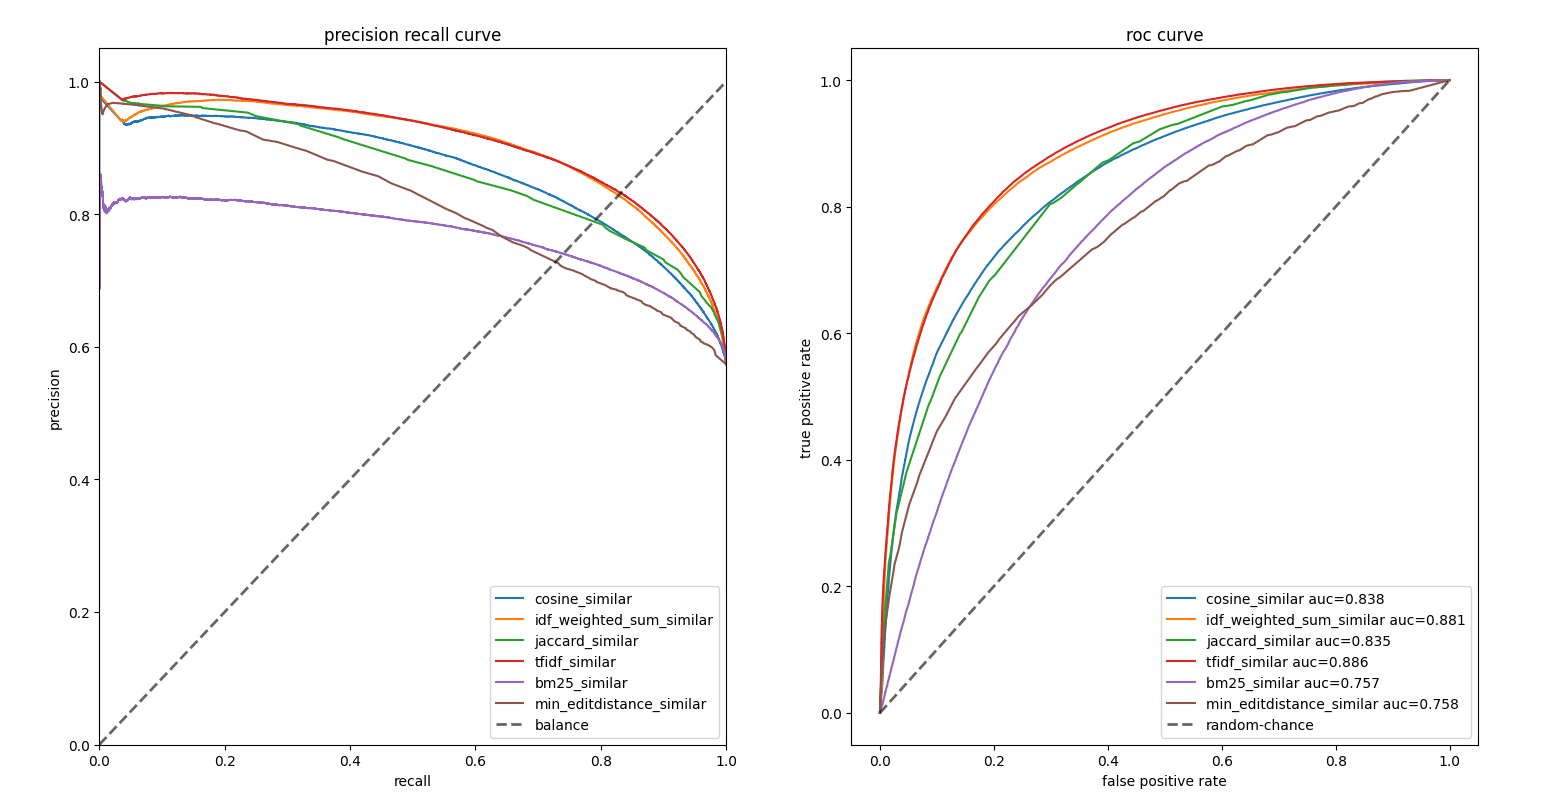 precision recall curve
1.0
0.8
0.6
0.4
0.2
0.0
precision
0.0 0.2 0.4 0.6 0.8 1.0
recall
cosine_similar
idf_weighted_sum_similar
jaccard_similar
tfidf_similar
bm25_similar
min_editdistance_similar
balance
roc curve
1.0
0.8
0.6
0.4
0.2
0.0
true positive rate
0.0 0.2 0.4 0.6 0.8 1.0
false positive rate
cosine_similar auc=0.838
idf_weighted_sum_similar auc=0.881
jaccard_similar auc=0.835
tfidf_similar auc=0.886
bm25_similar auc=0.757
min_editdistance_similar auc=0.758
random-chance